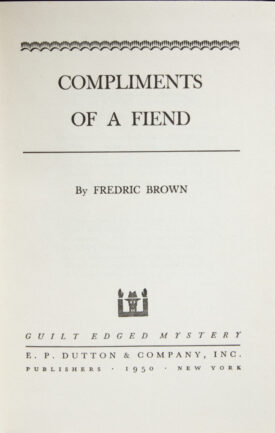 COMPLIMENTS
OF A FIEND
By FREDRIC BROWN
GUILT EDGED MYSTERY
E. P. DUTTON & COMPANY, INC.
PUBLISHERS · 1950 · NEW YORK